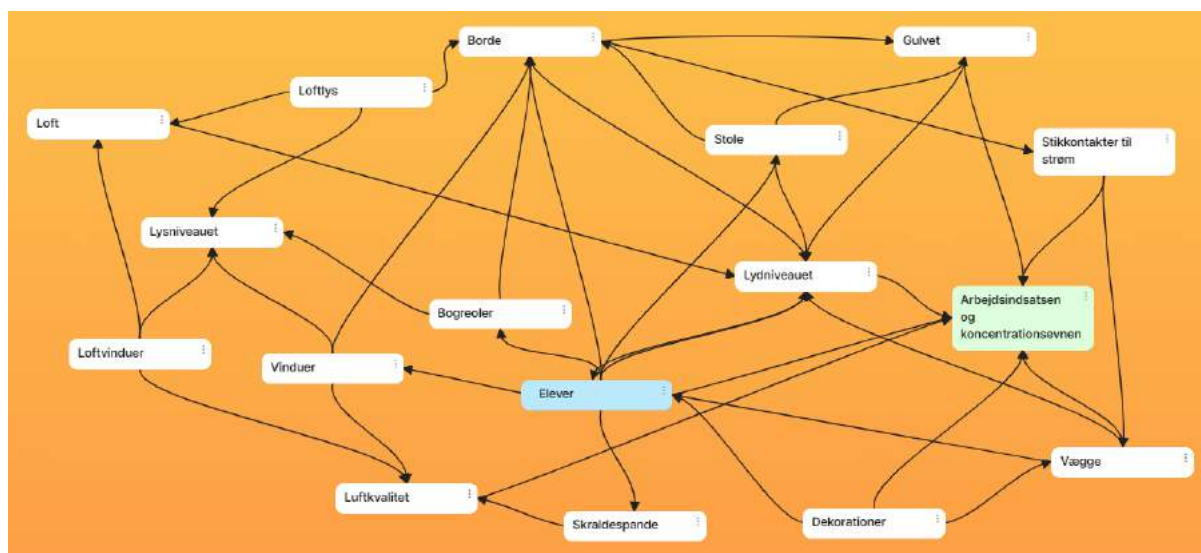 Borde
Gulvet
Loftlys
Loft
Stole
Stikkontakter til
strøm
Lysniveauet
Lydniveauet
Arbejdsindsatsen
og
koncentrationsevnen
Bogreoler
Loftvinduer
Vinduer
Elever
Vægge
Luftkvalitet
Skraldespande
Dekorationer